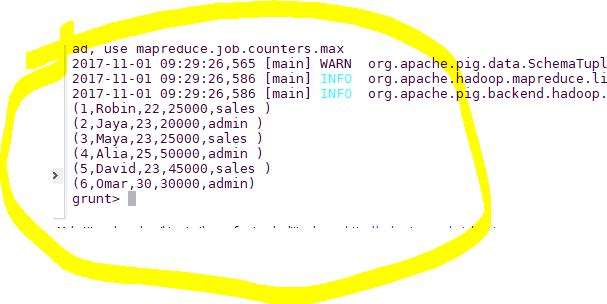 ad, use mapreduce.job.counters.max
2017-11-01 09:29:26,565 [main] WARN  org.apache.pig.data.SchemaTupl
2017-11-01 09:29:26,586 [main] INFO  org.apache.hadoop.mapreduce.li
2017-11-01 09:29:26,586 [main] INFO  org.apache.pig.backend.hadoop.
(1,Robin,22,25000,sales )
(2,Jaya,23,20000,admin )
(3,Maya,23,25000,sales )
(4,Alia,25,50000,admin )
(5,David,23,45000,sales )
(6,Omar,30,30000,admin)
grunt>